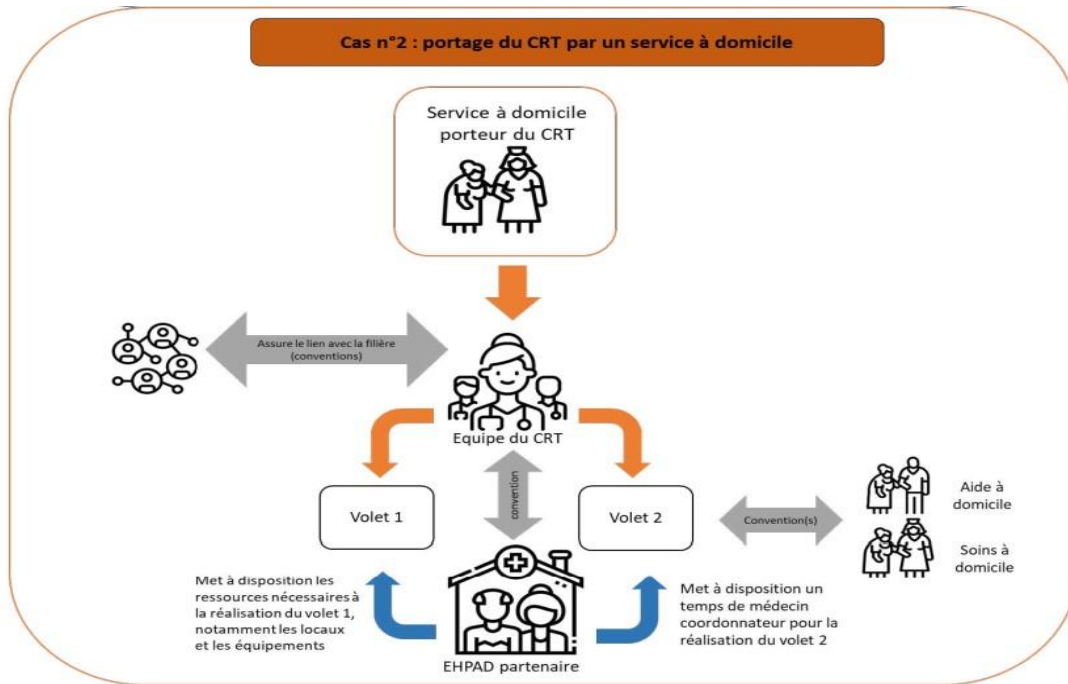 Cas n°2 : portage du CRT par un service à domicile
Service à domicile
porteur du CRT
Assure le lien avec la filière
(conventions)
Equipe du CRT
Volet 1
convention
Volet 2
Convention(s)
Aide à
domicile
Soins à
domicile
Met à disposition les
ressources nécessaires à
la réalisation du volet 1,
notamment les locaux
et les équipements
Met à disposition un
temps de médecin
coordonnateur pour la
réalisation du volet 2
EHPAD partenaire